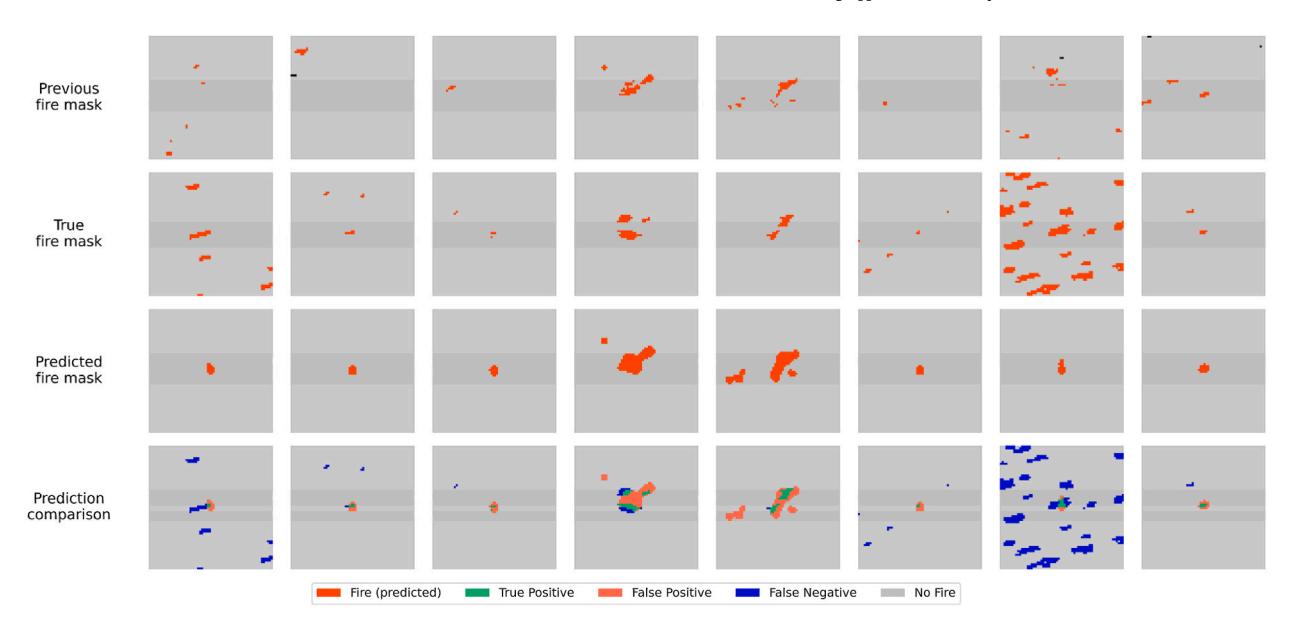 Previous
fire mask
True
fire mask
Predicted
fire mask
Prediction
comparison
Fire (predicted) True Positive False Positive False Negative No Fire